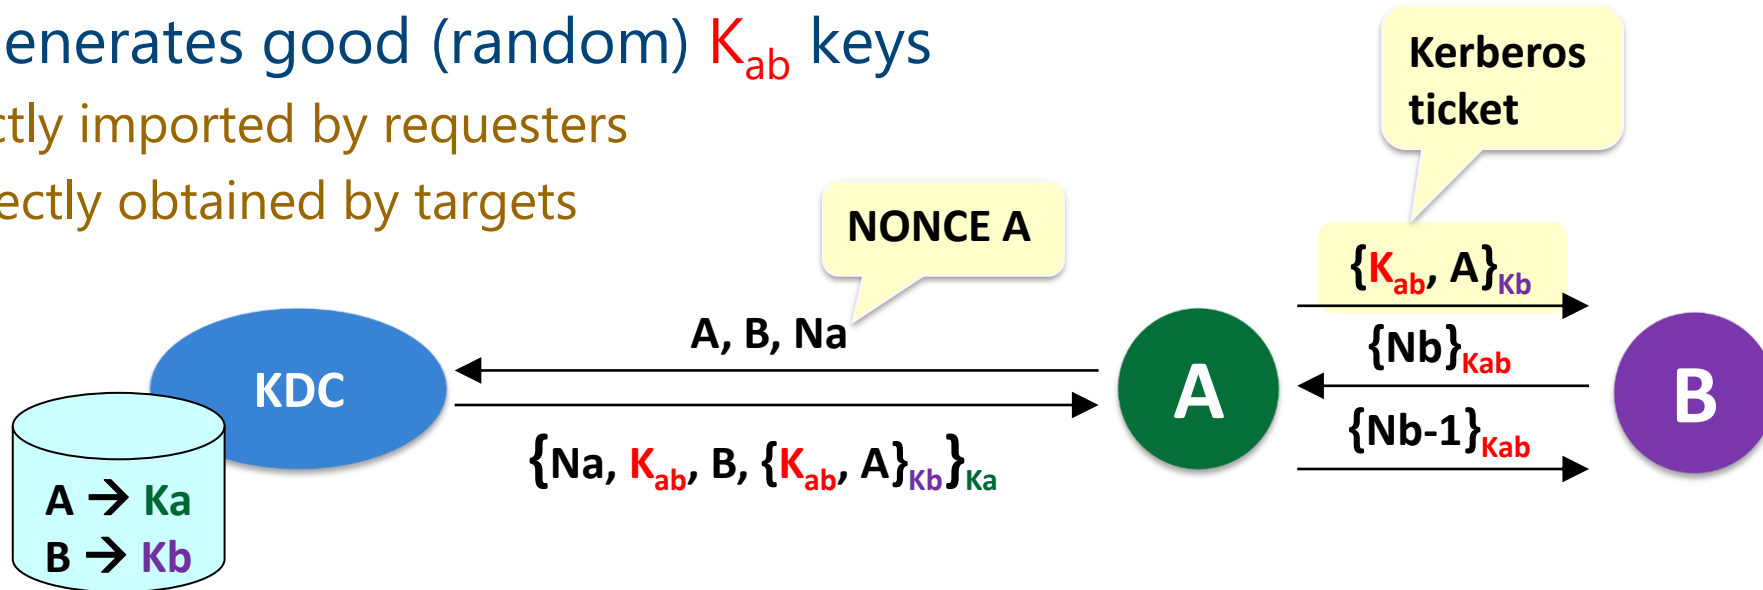 enerates good (random) Kab keys
ctly imported by requesters
ectly obtained by targets
Kerberos
ticket
NONCE A
{Kab, A}Kb
A, B, Na
{Nb}Kab
KDC
A
B
{Nb-1}Kab
{Na, Kab, B, {Kab, A}Kb}Ka
A → Ka
B → Kb